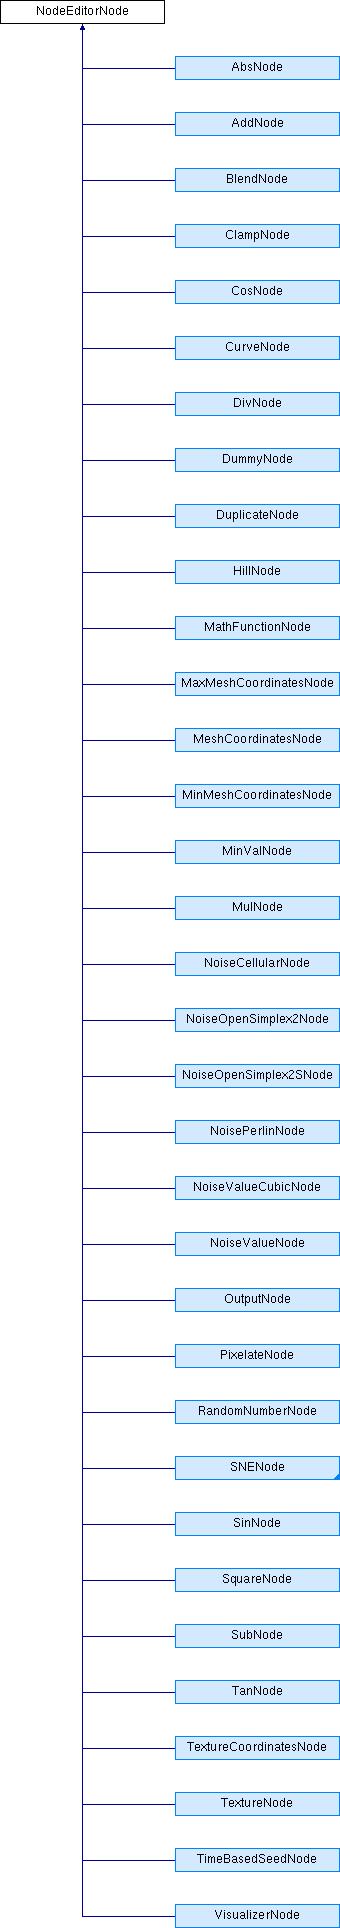 NodeEditorNode
AbsNode
AddNode
BlendNode
ClampNode
CosNode
CurveNode
DivNode
DummyNode
DuplicateNode
HillNode
MathFunctionNode
MaxMeshCoordinatesNode
MeshCoordinatesNode
MinMeshCoordinatesNode
MinValNode
MulNode
NoiseCellularNode
NoiseOpenSimplex2Node
NoiseOpenSimplex2SNode
NoisePerlinNode
NoiseValueCubicNode
NoiseValueNode
OutputNode
PixelateNode
RandomNumberNode
SNENode
SinNode
SquareNode
SubNode
TanNode
TextureCoordinatesNode
TextureNode
TimeBasedSeedNode
VisualizerNode